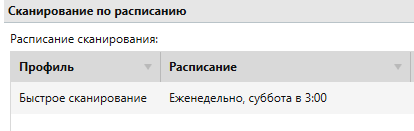 Сканирование по расписанию
Расписание сканирования:
Профиль Расписание
Быстрое сканирование Еженедельно, суббота в 3:00